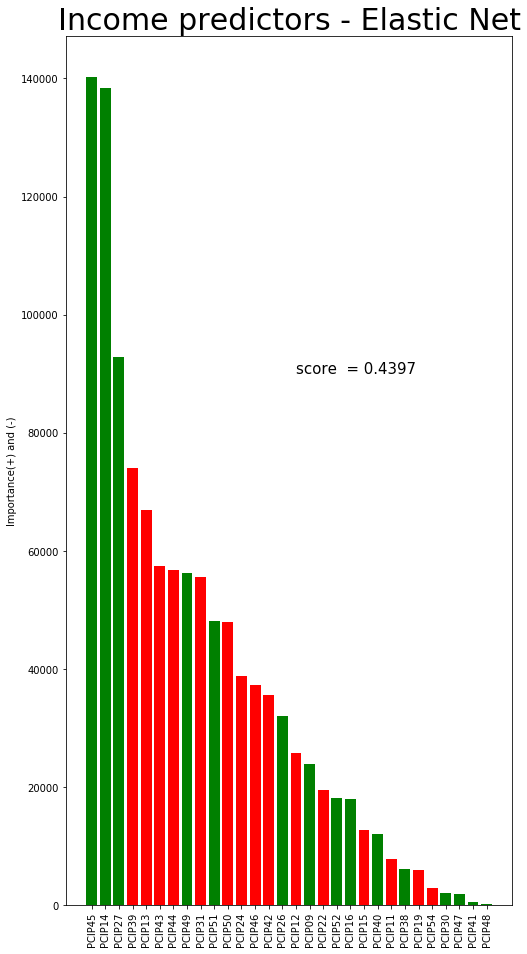 Income predictors - Elastic Net
140000
120000
100000
80000
60000
40000
20000
0
Importance(+) and (-)
score  = 0.4397
PCIP45
PCIP14
PCIP27
PCIP39
PCIP13
PCIP43
PCIP44
PCIP49
PCIP31
PCIP51
PCIP50
PCIP24
PCIP46
PCIP42
PCIP26
PCIP12
PCIP09
PCIP22
PCIP52
PCIP16
PCIP15
PCIP40
PCIP11
PCIP38
PCIP19
PCIP54
PCIP30
PCIP47
PCIP41
PCIP48